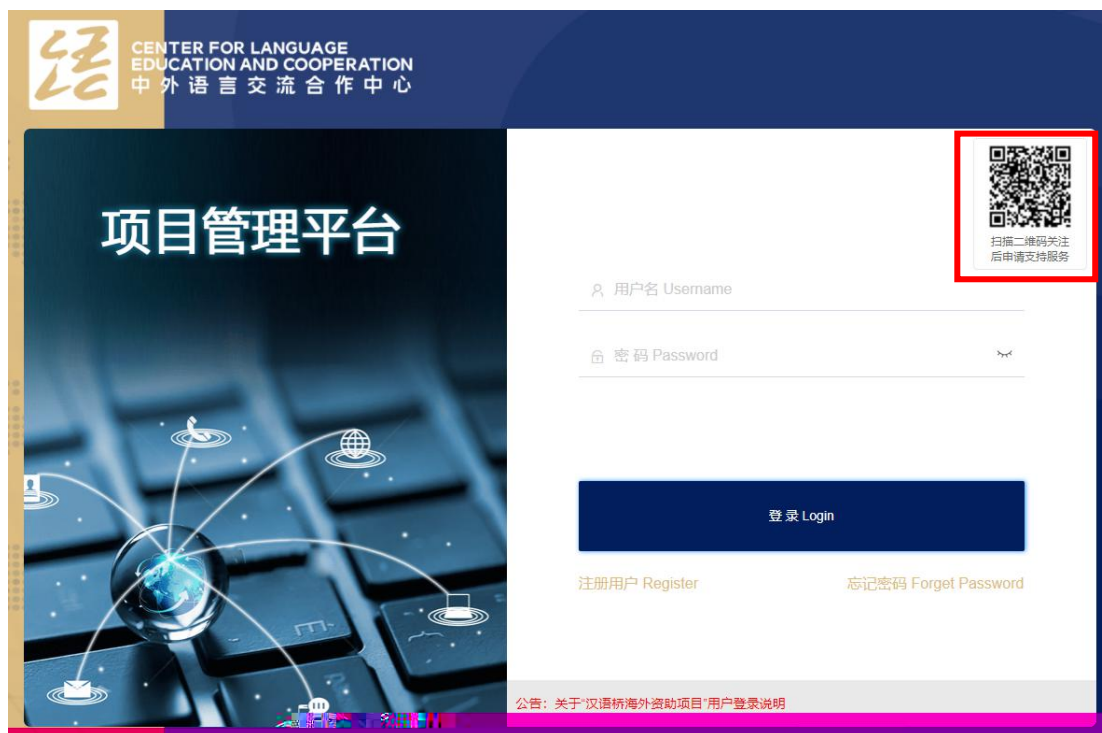 CENTER FOR LANGUAGE
EDUCATION AND COOPERATION
中外语言交流合作中心
项目管理平台
扫描二维码关注
后申请支持服务
用户名 Username
密 码 Password
登 录 Login
注册用户 Register
忘记密码 Forget Password
公告：关于“汉语桥海外资助项目”用户登录说明